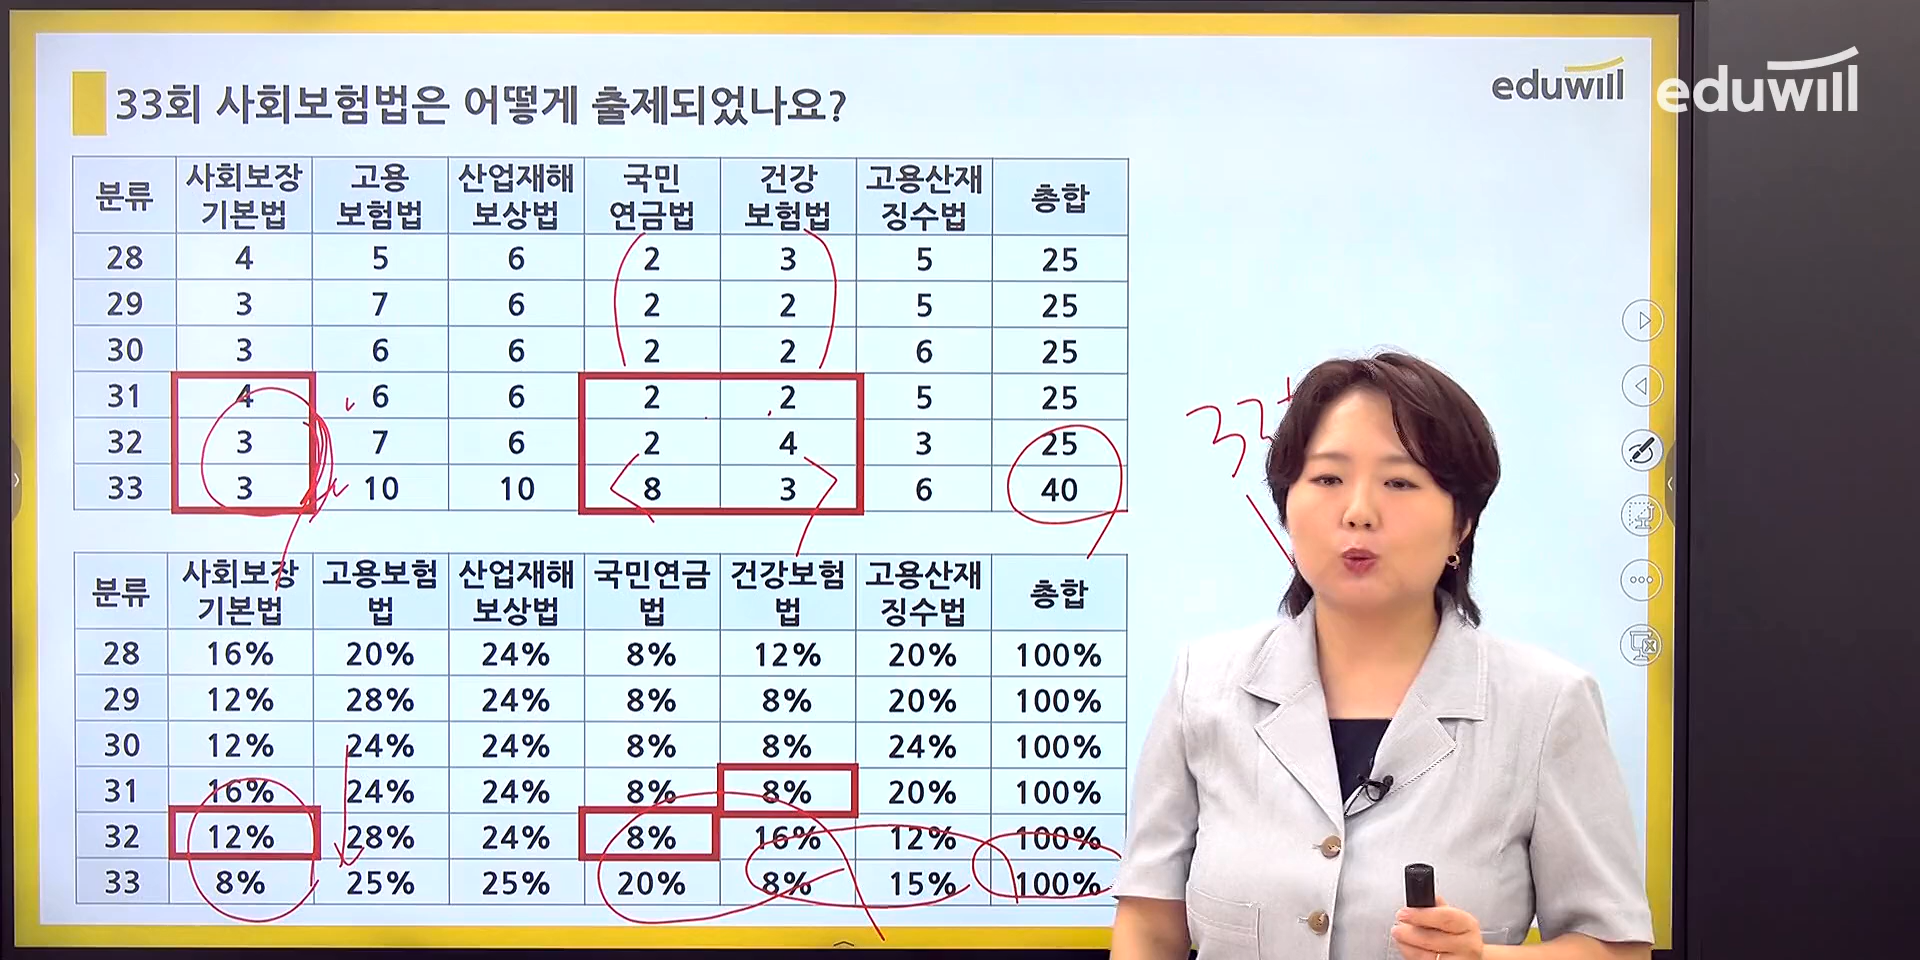 33회 사회보험법은 어떻게 출제되었나요?
eduwill
eduwill
분류 사회보장 기본법 고용 보험법 산업재해 보상법 국민 연금법 건강 보험법 고용산재 징수법 총합
28 4 5 6 2 3 5 25
29 3 7 6 2 2 5 25
30 3 6 6 2 2 6 25
31 4 6 6 2 2 5 25
32 3 7 6 2 4 3 25
33 3 10 10 8 3 6 40
33
분류 사회보장 기본법 고용보험 법 산업재해 보상법 국민연금 법 건강보험 법 고용산재 징수법 총합
28 16% 20% 24% 8% 12% 20% 100%
29 12% 28% 24% 8% 8% 20% 100%
30 12% 24% 24% 8% 8% 24% 100%
31 16% 24% 24% 8% 8% 20% 100%
32 12% 28% 24% 8% 16% 12% 100%
33 8% 25% 25% 20% 8% 15% 100%